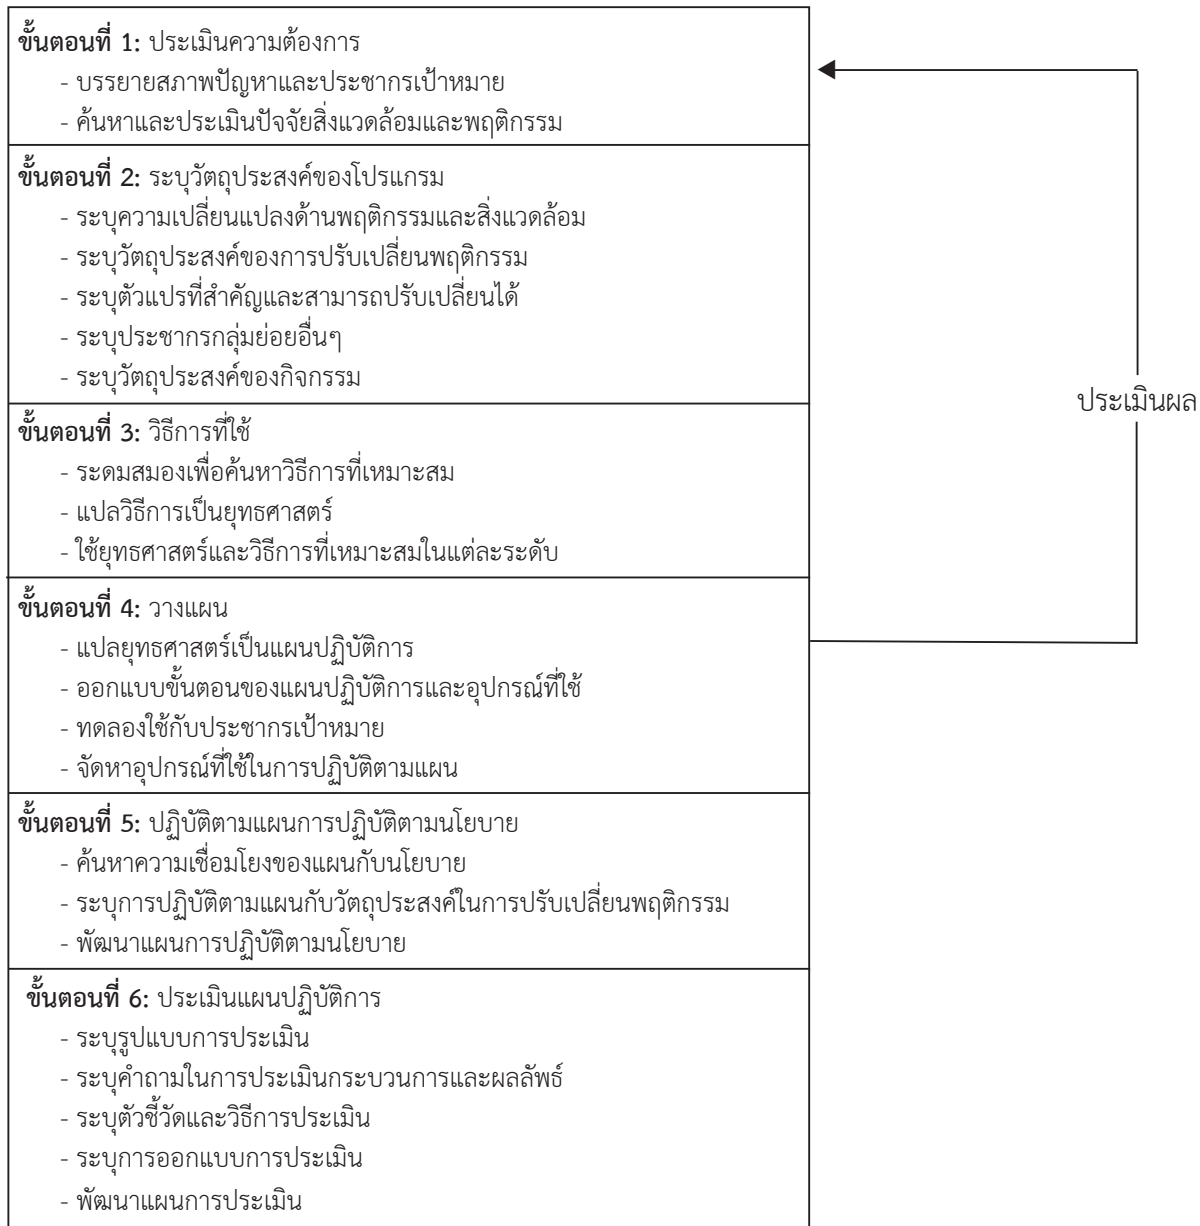 ขั้นตอนที่ 1: ประเมินความต้องการ
- บรรยายสภาพปัญหาและประชากรเป้าหมาย
- ค้นหาและประเมินปัจจัยสิ่งแวดล้อมและพฤติกรรม
ขั้นตอนที่ 2: ระบุวัตถุประสงค์ของโปรแกรม
- ระบุความเปลี่ยนแปลงด้านพฤติกรรมและสิ่งแวดล้อม
- ระบุวัตถุประสงค์ของการปรับเปลี่ยนพฤติกรรม
- ระบุตัวแปรที่สำคัญและสามารถปรับเปลี่ยนได้
- ระบุประชากรกลุ่มย่อยอื่นๆ
- ระบุวัตถุประสงค์ของกิจกรรม
ขั้นตอนที่ 3: วิธีการที่ใช้
- ระดมสมองเพื่อค้นหาวิธีการที่เหมาะสม
- แปลวิธีการเป็นยุทธศาสตร์
- ใช้ยุทธศาสตร์และวิธีการที่เหมาะสมในแต่ละระดับ
ขั้นตอนที่ 4: วางแผน
- แปลยุทธศาสตร์เป็นแผนปฏิบัติการ
- ออกแบบขั้นตอนของแผนปฏิบัติการและอุปกรณ์ที่ใช้
- ทดลองใช้กับประชากรเป้าหมาย
- จัดหาอุปกรณ์ที่ใช้ในการปฏิบัติตามแผน
ขั้นตอนที่ 5: ปฏิบัติตามแผนการปฏิบัติตามนโยบาย
- ค้นหาความเชื่อมโยงของแผนกับนโยบาย
- ระบุการปฏิบัติตามแผนกับวัตถุประสงค์ในการปรับเปลี่ยนพฤติกรรม
- พัฒนาแผนการปฏิบัติตามนโยบาย
ขั้นตอนที่ 6: ประเมินแผนปฏิบัติการ
- ระบุรูปแบบการประเมิน
- ระบุคำถามในการประเมินกระบวนการและผลลัพธ์
- ระบุตัวชี้วัดและวิธีการประเมิน
- ระบุการออกแบบการประเมิน
- พัฒนาแผนการประเมิน
ประเมินผล